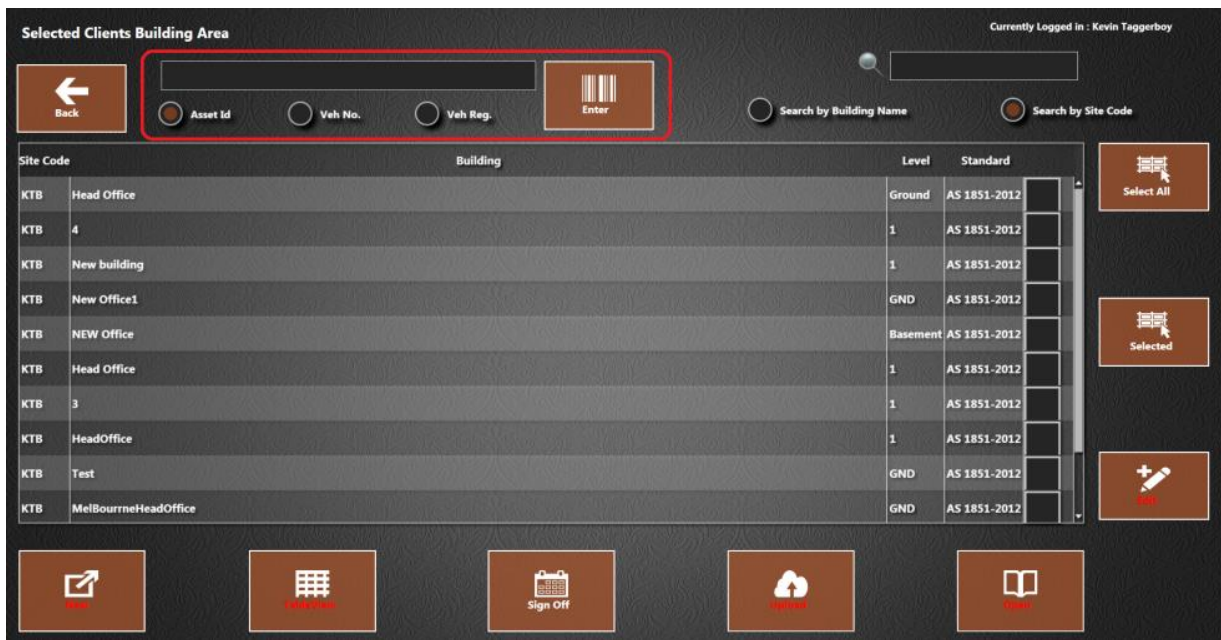 Selected Clients Building Area
Currently Logged in : Kevin Taggerboy
Back
Asset Id
Veh No.
Veh Reg.
Enter
Search by Building Name
Search by Site Code
Site Code Building Level Standard
KTB Head Office Ground AS 1851-2012
KTB 4 1 AS 1851-2012
KTB New building 1 AS 1851-2012
KTB New Office1 GND AS 1851-2012
KTB NEW Office Basement AS 1851-2012
KTB Head Office 1 AS 1851-2012
KTB 3 1 AS 1851-2012
KTB HeadOffice 1 AS 1851-2012
KTB Test GND AS 1851-2012
KTB MelBourrneHeadOffice GND AS 1851-2012
Select All
Selected
Edit
New
TableView
Sign Off
Upload
Open